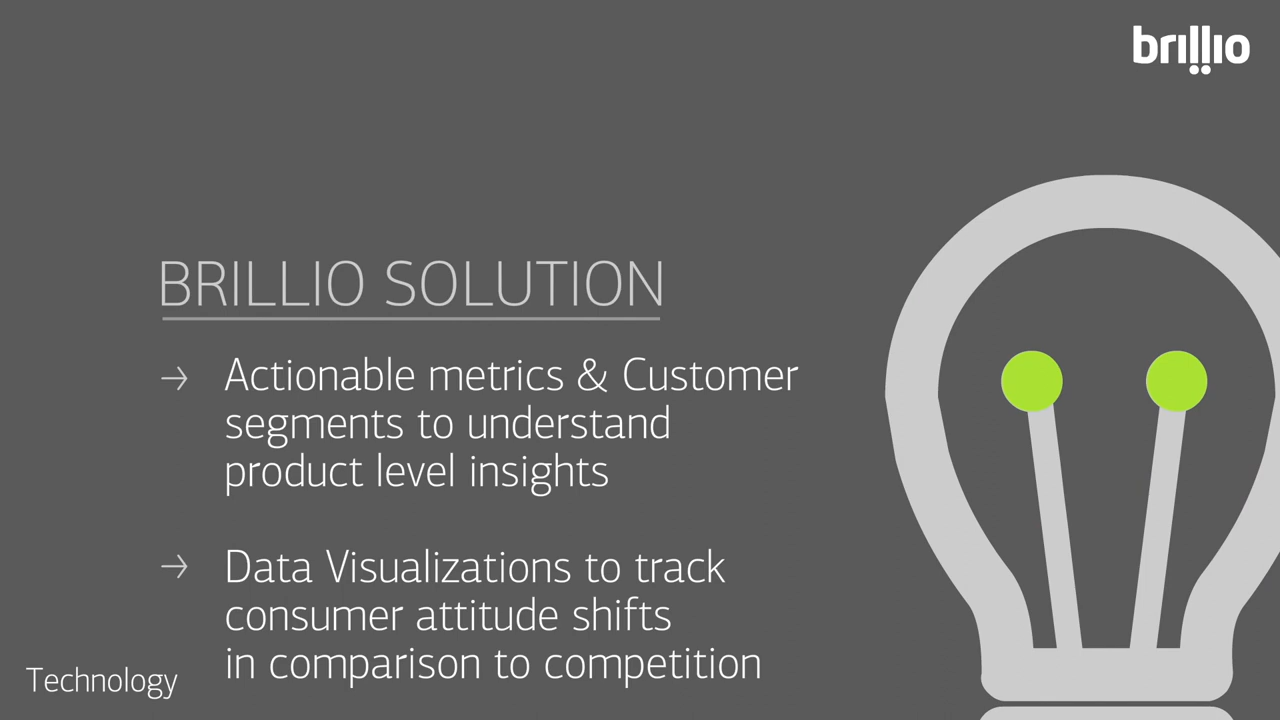 brillio
BRILLIO SOLUTION
→ Actionable metrics & Customer
segments to understand
product level insights
→ Data Visualizations to track
consumer attitude shifts
in comparison to competition
Technology